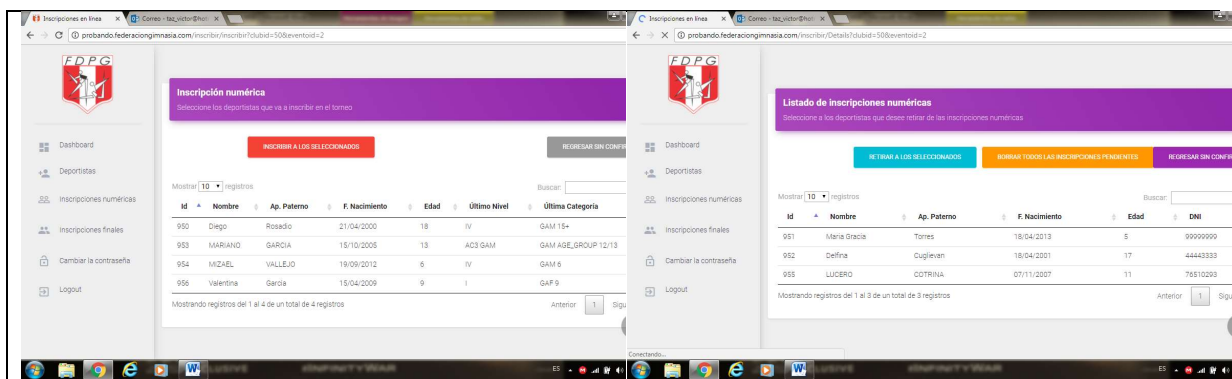 Inscripciones en línea
Correo - taz_victor@hot
probando.federaciongimnasia.com/inscribir/inscribir?clubid=50&eventoid=2
FDPG
Dashboard
Deportistas
Inscripciones numéricas
Inscripciones finales
Cambiar la contraseña
Logout
Inscripción numérica
Seleccione los deportistas que va a inscribir en el torneo
INSCRIBIR A LOS SELECCIONADOS
REGRESAR SIN CONFIR
Mostrar 10 registros
Buscar:
Id Nombre Ap. Paterno F. Nacimiento Edad Último Nivel Última Categoría
950 Diego Rosadio 21/04/2000 18 IV GAM 15+
953 MARIANO GARCIA 15/10/2005 13 AC3 GAM GAM AGE_GROUP 12/13
954 MIZAEL VALLEJO 19/09/2012 6 IV GAM 6
956 Valentina Garcia 15/04/2009 9 I GAF 9
Mostrando registros del 1 al 4 de un total de 4 registros
Anterior 1 Sigu
ES
Inscripciones en línea
Correo - taz_victor@hot
probando.federaciongimnasia.com/inscribir/Details?clubid=50&eventoid=2
FDPG
Dashboard
Deportistas
Inscripciones numéricas
Inscripciones finales
Cambiar la contraseña
Logout
Listado de inscripciones numéricas
Seleccione a los deportistas que desee retirar de las inscripciones numéricas
RETIRAR A LOS SELECCIONADOS
BORRAR TODOS LAS INSCRIPCIONES PENDIENTES
REGRESAR SIN CONFIR
Mostrar 10 registros
Buscar:
Id Nombre Ap. Paterno F. Nacimiento Edad DNI
951 Maria Gracia Torres 18/04/2013 5 99999999
952 Delfina Cuglievan 18/04/2001 17 44443333
955 LUCERO COTRINA 07/11/2007 11 76510293
Mostrando registros del 1 al 3 de un total de 3 registros
Anterior 1 Sigu
Conectando...
ES